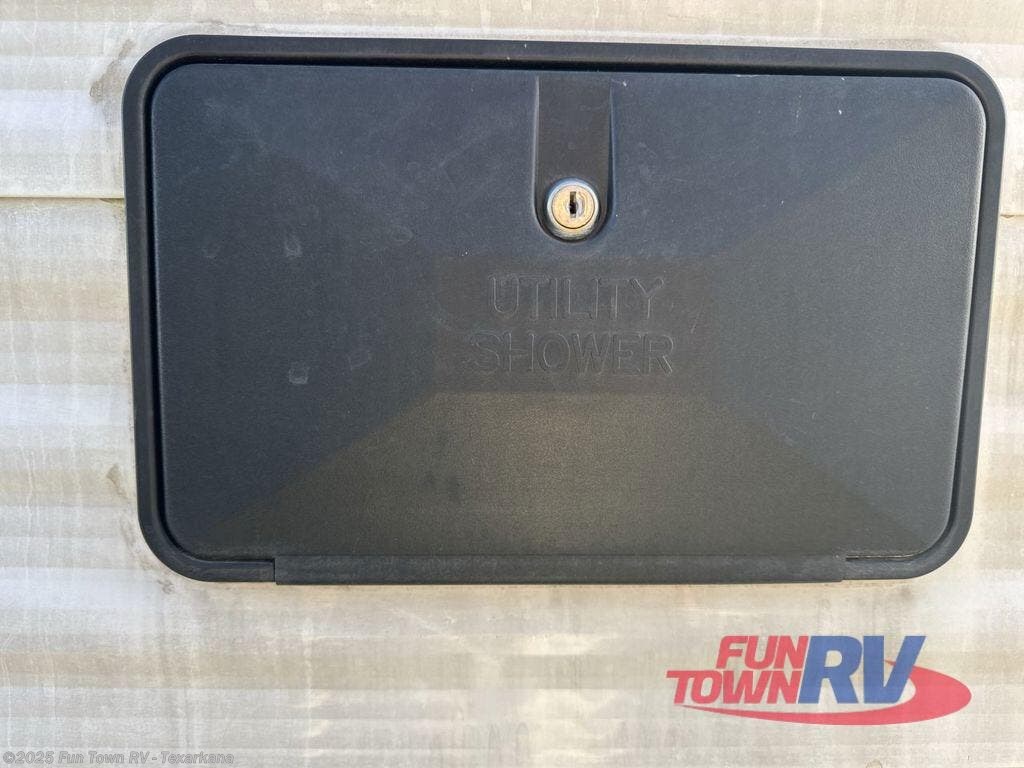 UTILITY
SHOWER
FUN
TOWN RV
©2025 Fun Town RV - Texarkana